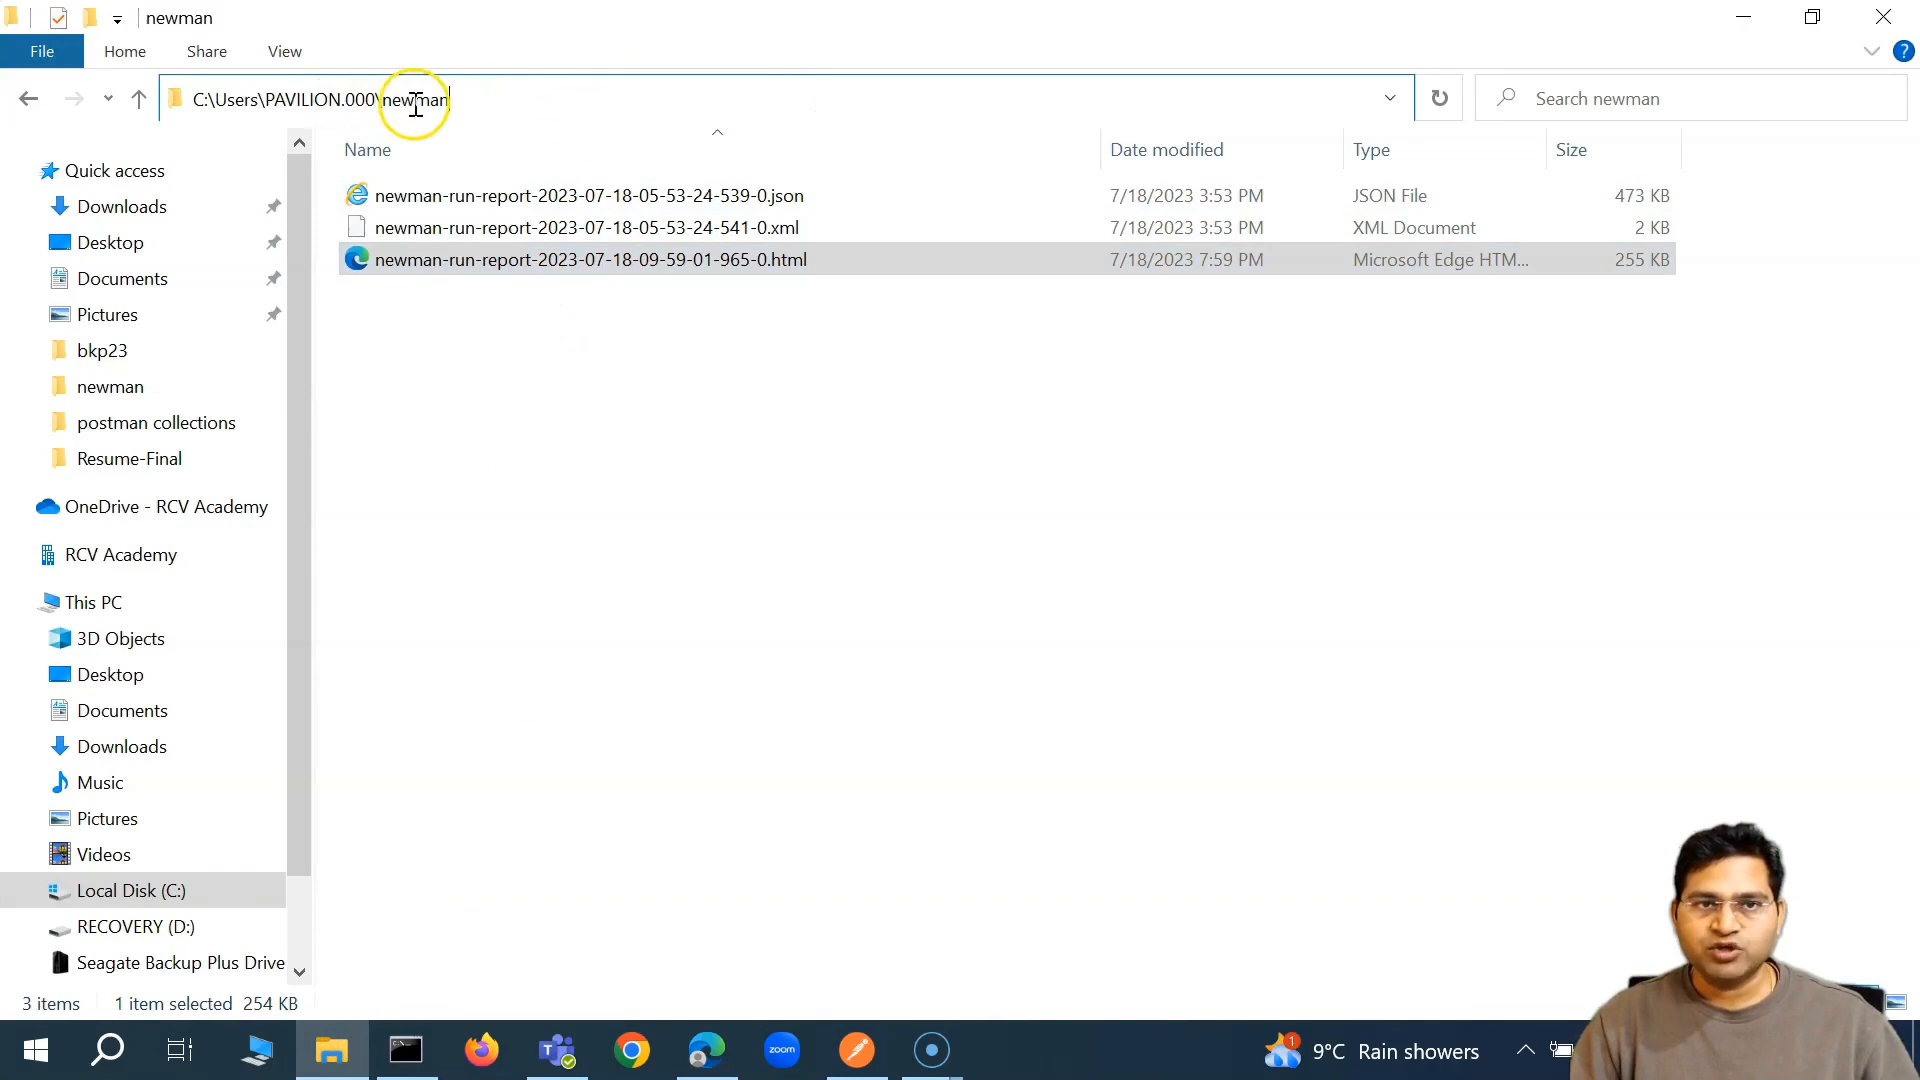 newman
File Home Share View
C:\Users\PAVILION.000\newman
Search newman
Name Date modified Type Size
newman-run-report-2023-07-18-05-53-24-539-0.json 7/18/2023 3:53 PM JSON File 473 KB
newman-run-report-2023-07-18-05-53-24-541-0.xml 7/18/2023 3:53 PM XML Document 2 KB
newman-run-report-2023-07-18-09-59-01-965-0.html 7/18/2023 7:59 PM Microsoft Edge HTM... 255 KB
Quick access
Downloads
Desktop
Documents
Pictures
bkp23
newman
postman collections
Resume-Final
OneDrive - RCV Academy
RCV Academy
This PC
3D Objects
Desktop
Documents
Downloads
Music
Pictures
Videos
Local Disk (C:)
RECOVERY (D:)
Seagate Backup Plus Drive
3 items 1 item selected 254 KB
zoom
1
9°C Rain showers